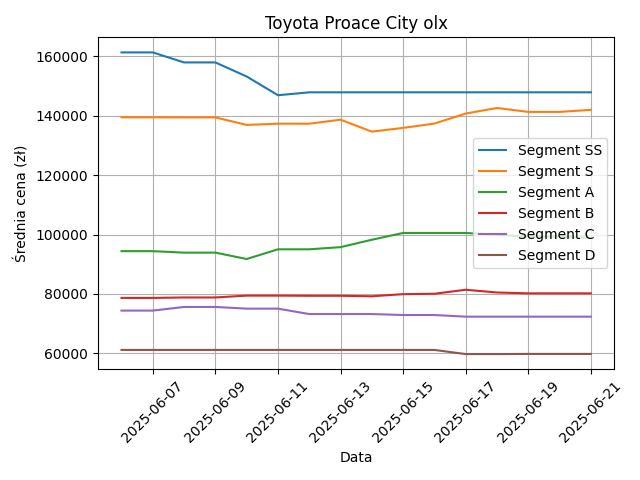 Toyota Proace City olx
Średnia cena (zł)
160000
140000
120000
100000
80000
60000
Segment SS
Segment S
Segment A
Segment B
Segment C
Segment D
2025-06-07
2025-06-09
2025-06-11
2025-06-13
2025-06-15
2025-06-17
2025-06-19
2025-06-21
Data